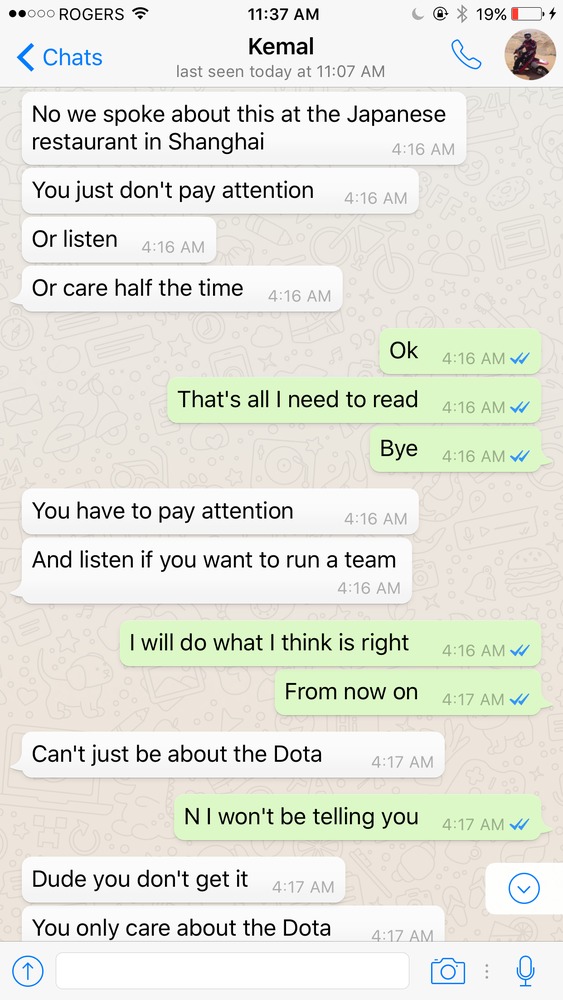 ROGERS 11:37 AM 19%
Chats Kemal
last seen today at 11:07 AM
No we spoke about this at the Japanese
restaurant in Shanghai 4:16 AM
You just don't pay attention 4:16 AM
Or listen 4:16 AM
Or care half the time 4:16 AM
Ok 4:16 AM
That's all I need to read 4:16 AM
Bye 4:16 AM
You have to pay attention 4:16 AM
And listen if you want to run a team
4:16 AM
I will do what I think is right 4:16 AM
From now on 4:17 AM
Can't just be about the Dota 4:17 AM
N I won't be telling you 4:17 AM
Dude you don't get it 4:17 AM
You only care about the Dota 4:17 AM